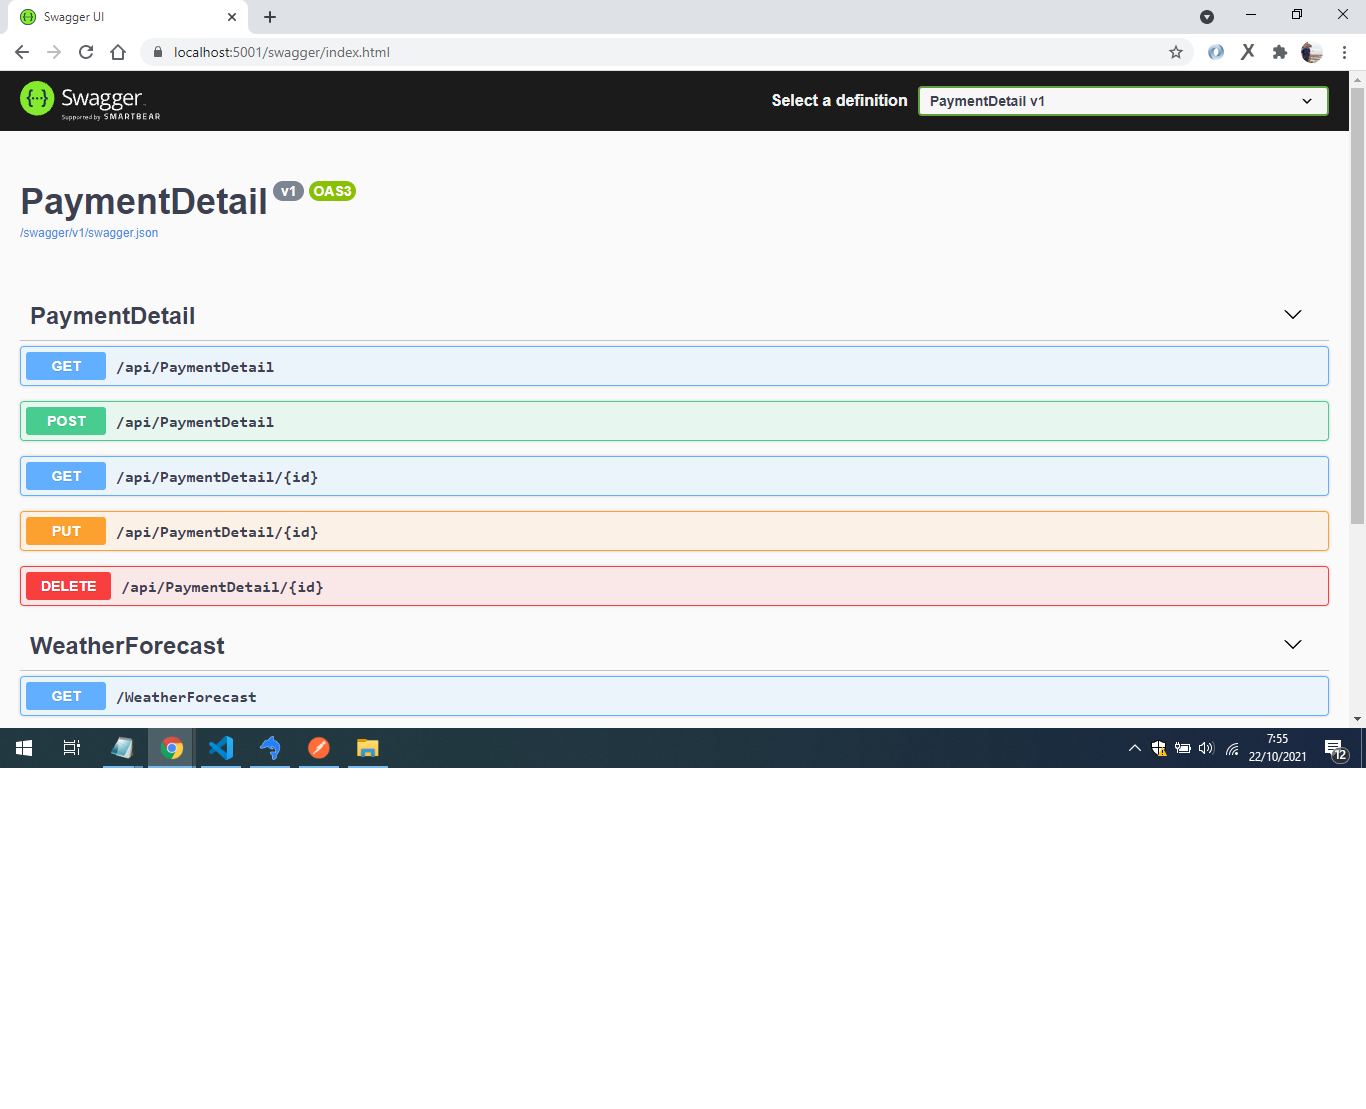 Swagger UI
localhost:5001/swagger/index.html
Swagger
Supported by SMARTBEAR
Select a definition
PaymentDetail v1
PaymentDetail v1 OAS3
/swagger/v1/swagger.json
PaymentDetail
GET /api/PaymentDetail
POST /api/PaymentDetail
GET /api/PaymentDetail/{id}
PUT /api/PaymentDetail/{id}
DELETE /api/PaymentDetail/{id}
WeatherForecast
GET /WeatherForecast
7:55
22/10/2021
12